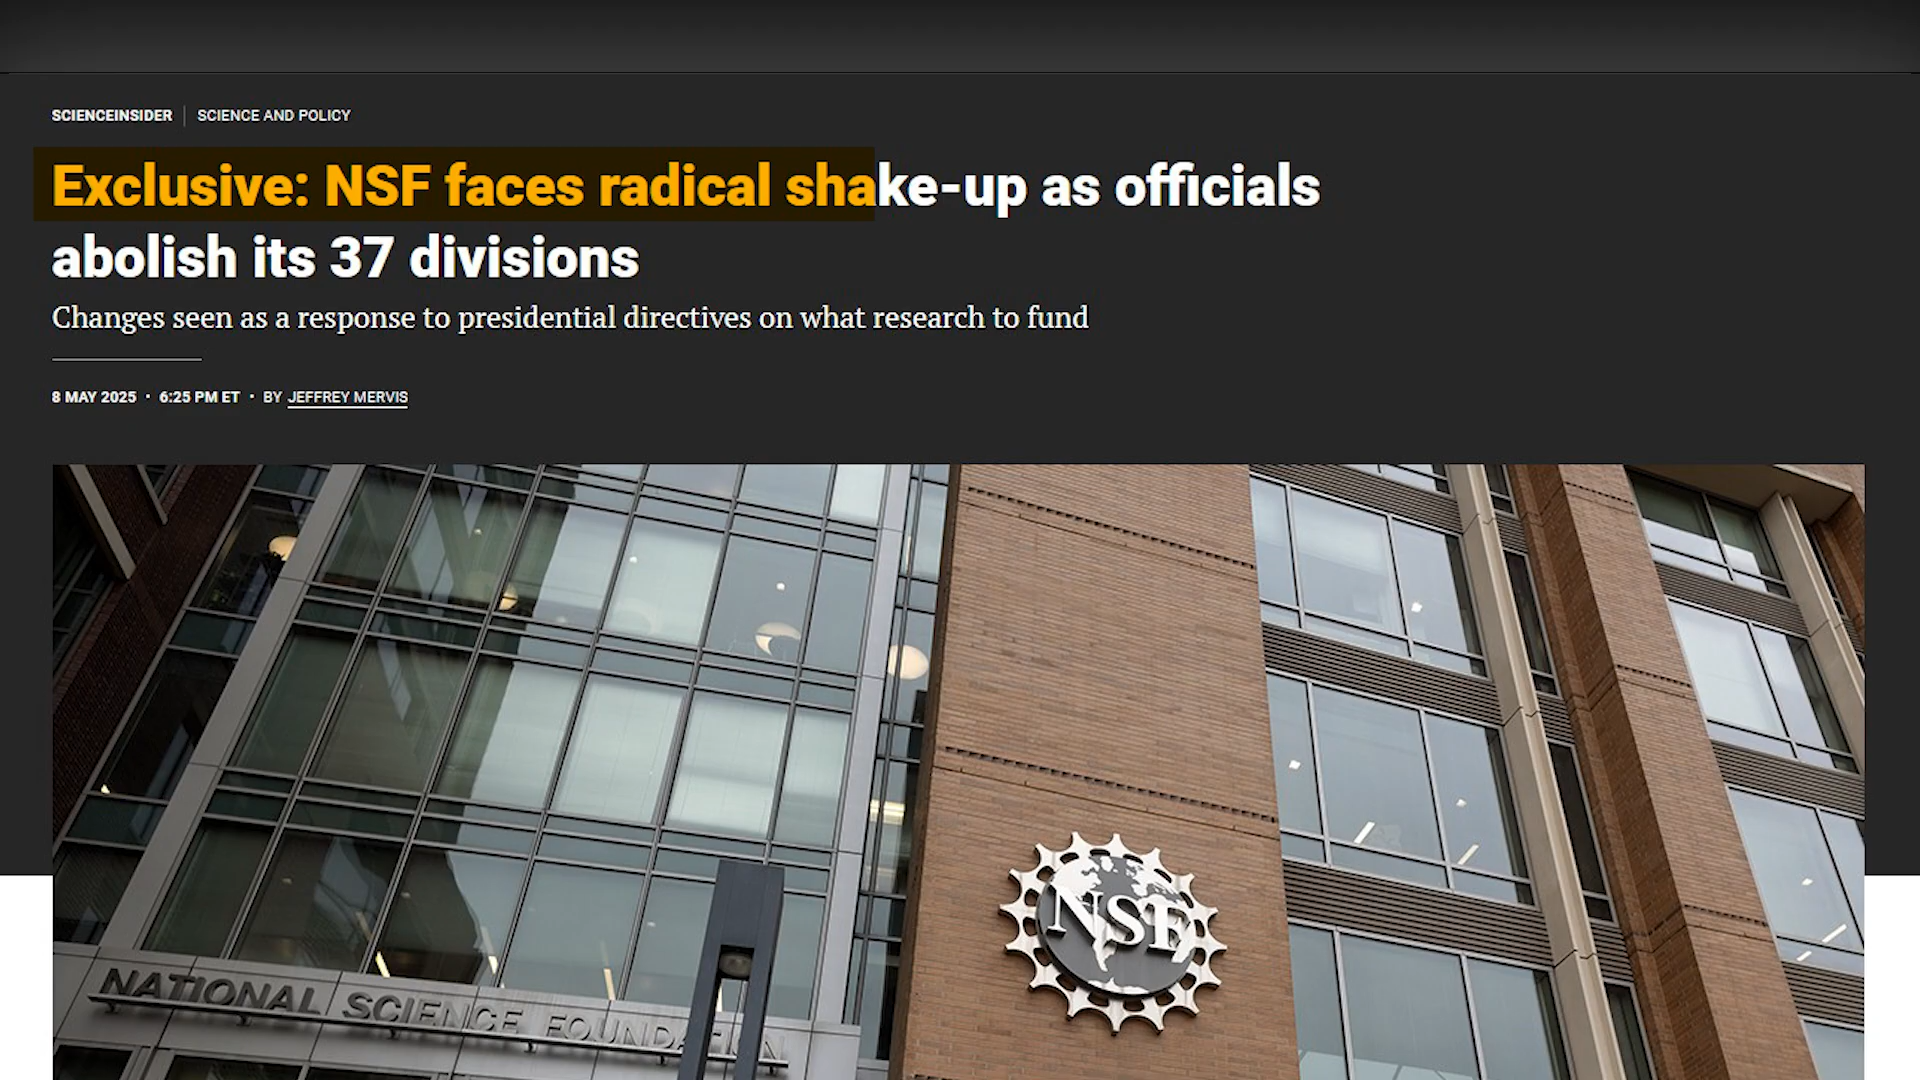 SCIENCEINSIDER | SCIENCE AND POLICY
Exclusive: NSF faces radical shake-up as officials
abolish its 37 divisions
Changes seen as a response to presidential directives on what research to fund
8 MAY 2025 • 6:25 PM ET • BY JEFFREY MERVIS
NSF
NATIONAL SCIENCE FOUNDATION